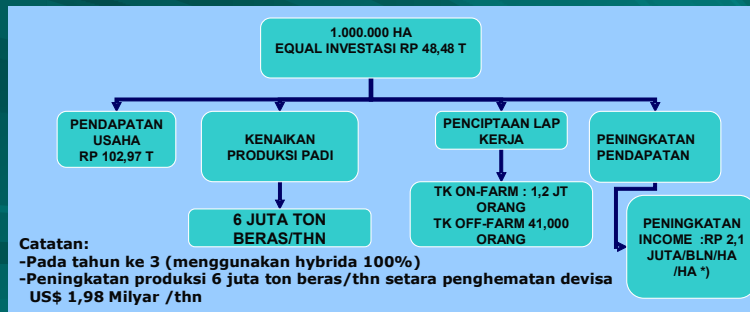 1.000.000 HA
EQUAL INVESTASI RP 48,48 T
PENDAPATAN
USAHA
RP 102,97 T
KENAIKAN
PRODUKSI PADI
PENCIPTAAN LAP
KERJA
PENINGKATAN
PENDAPATAN
6 JUTA TON
BERAS/THN
TK ON-FARM : 1,2 JT
ORANG
TK OFF-FARM 41,000
ORANG
PENINGKATAN
INCOME :RP 2,1
JUTA/BLN/HA
/HA *)
Catatan:
-Pada tahun ke 3 (menggunakan hybrida 100%)
-Peningkatan produksi 6 juta ton beras/thn setara penghematan devisa
US$ 1,98 Milyar /thn